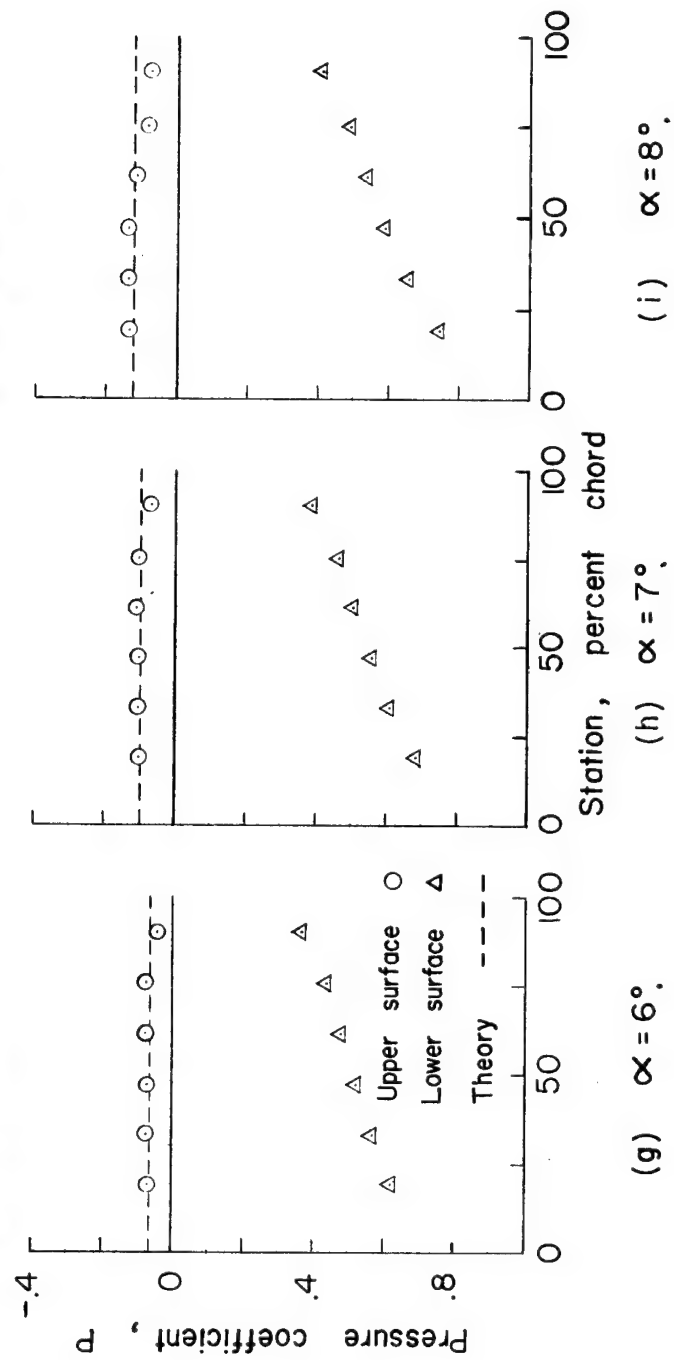 Pressure coefficient, P
-.4
0
.4
.8
Upper surface
Lower surface
Theory
0 50 100
0 50 100
0 50 100
Station, percent chord
(g) α = 6°.
(h) α = 7°.
(i) α = 8°.